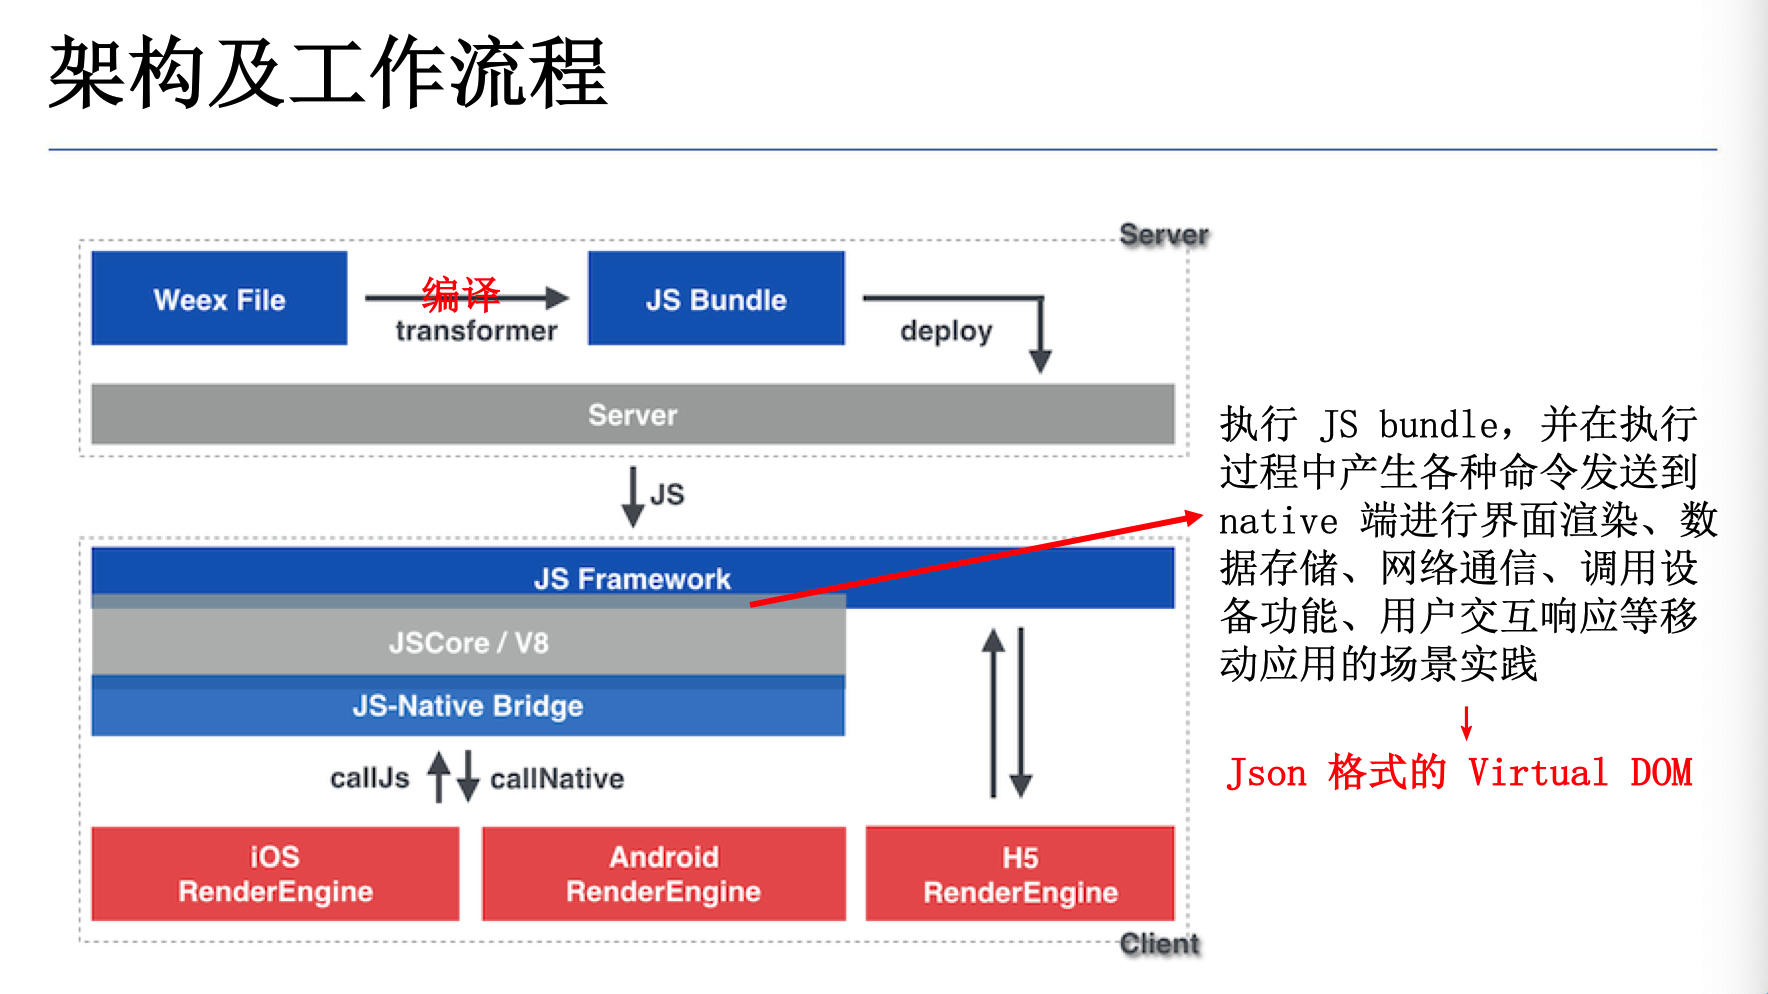 架构及工作流程
Server
Weex File
编译
transformer
JS Bundle
deploy
Server
JS
JS Framework
JSCore / V8
JS-Native Bridge
callJs
callNative
iOS
RenderEngine
Android
RenderEngine
H5
RenderEngine
Client
执行 JS bundle，并在执行
过程中产生各种命令发送到
native 端进行界面渲染、数
据存储、网络通信、调用设
备功能、用户交互响应等移
动应用的场景实践
Json 格式的 Virtual DOM